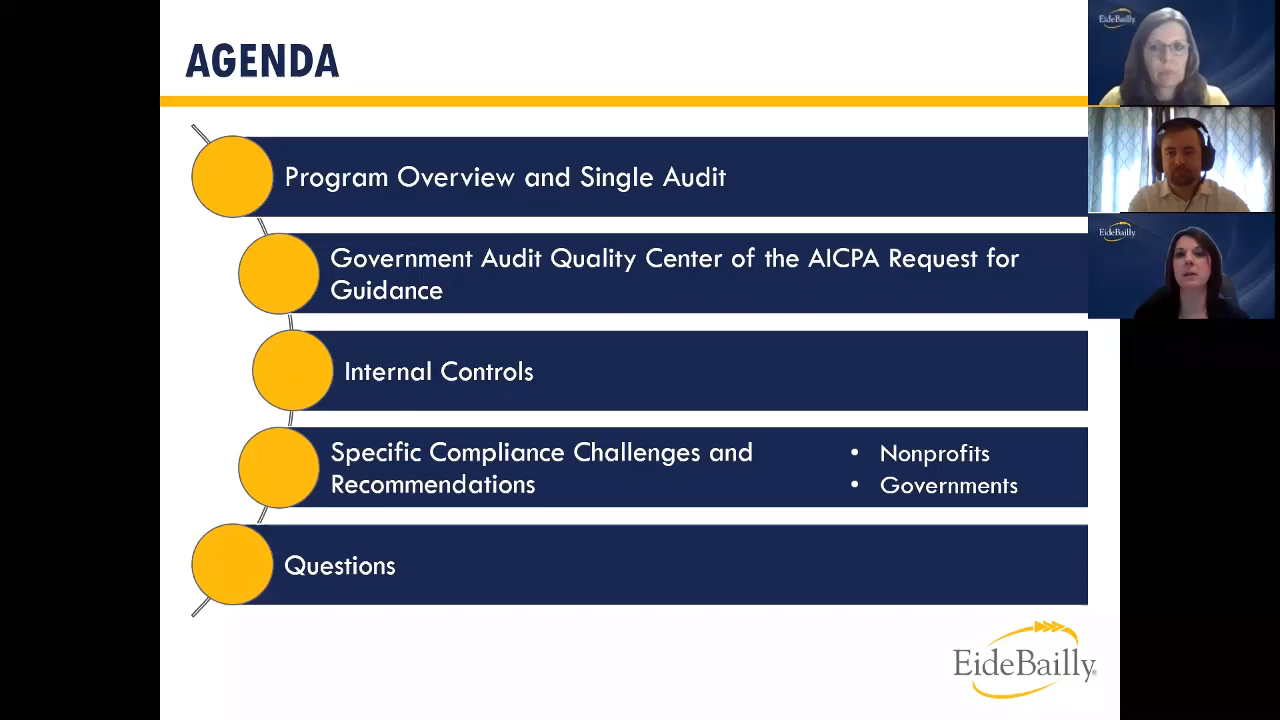 AGENDA
Program Overview and Single Audit
Government Audit Quality Center of the AICPA Request for
Guidance
Internal Controls
Specific Compliance Challenges and
Recommendations
• Nonprofits
• Governments
Questions
EideBailly®
EideBailly
EideBailly